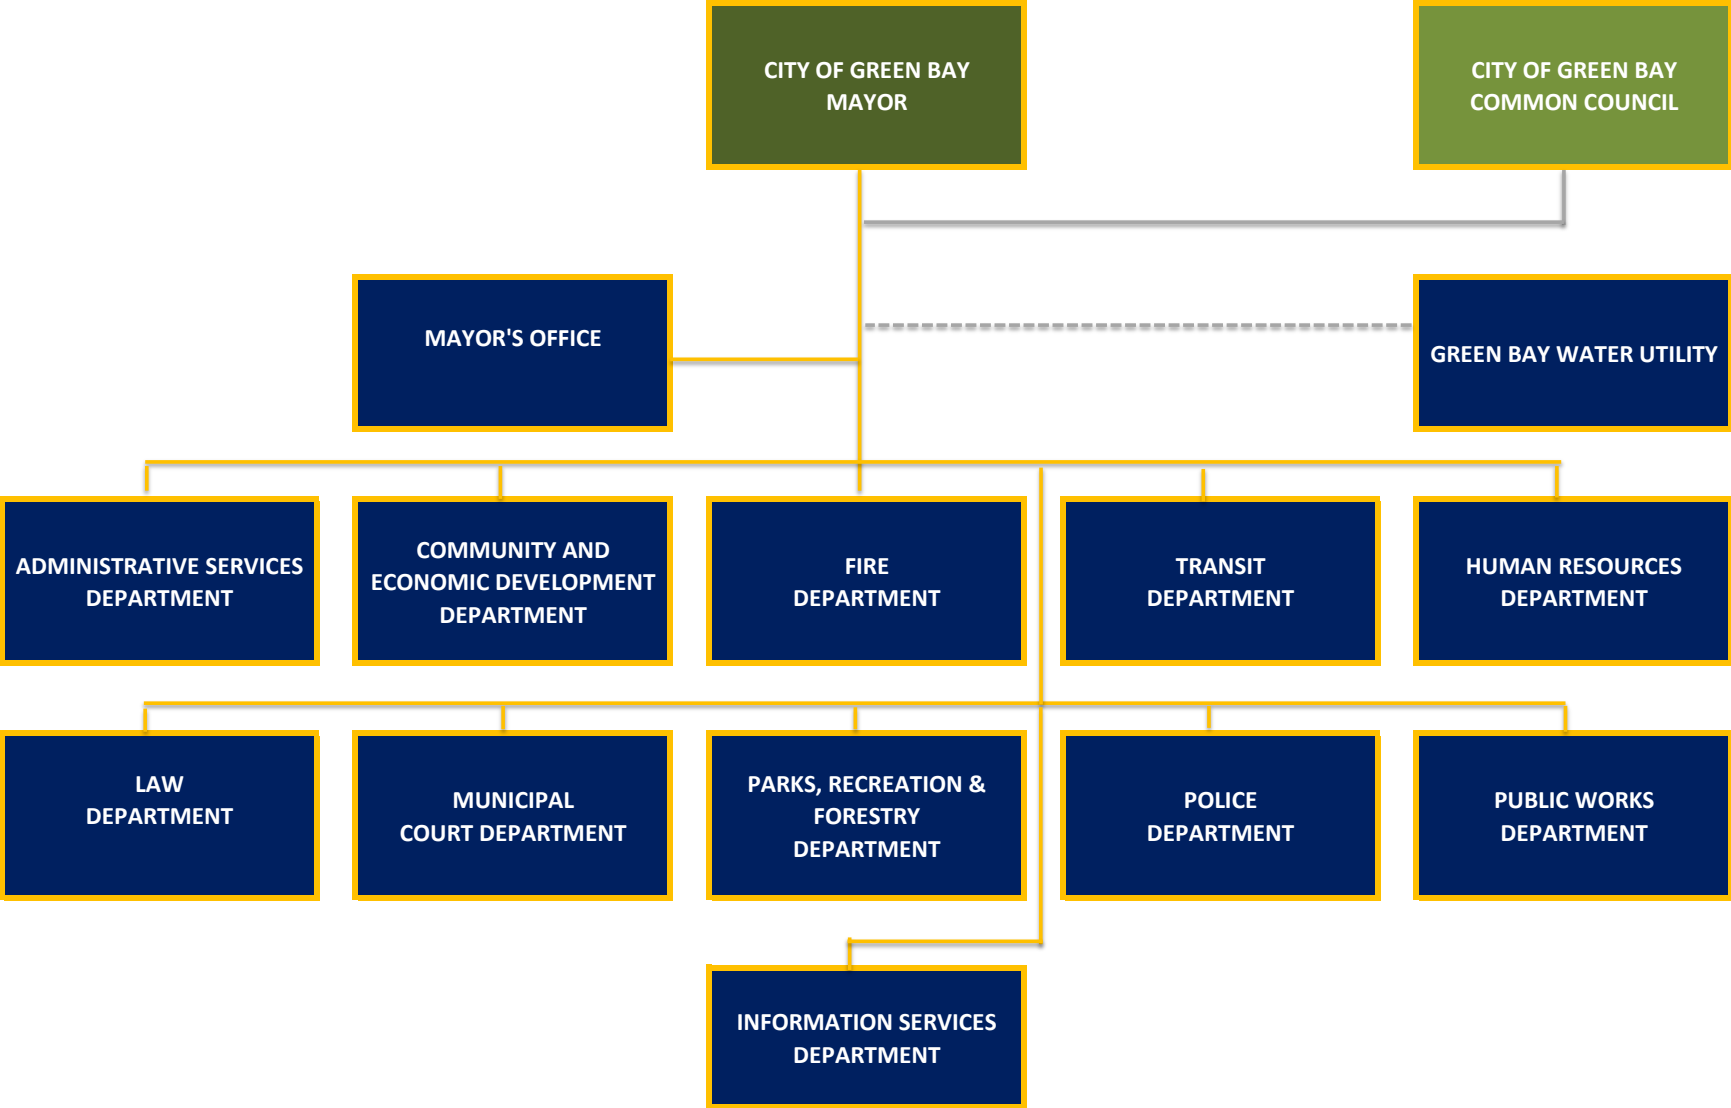 CITY OF GREEN BAY
MAYOR
CITY OF GREEN BAY
COMMON COUNCIL
MAYOR'S OFFICE
GREEN BAY WATER UTILITY
ADMINISTRATIVE SERVICES
DEPARTMENT
COMMUNITY AND
ECONOMIC DEVELOPMENT
DEPARTMENT
FIRE
DEPARTMENT
TRANSIT
DEPARTMENT
HUMAN RESOURCES
DEPARTMENT
LAW
DEPARTMENT
MUNICIPAL
COURT DEPARTMENT
PARKS, RECREATION &
FORESTRY
DEPARTMENT
POLICE
DEPARTMENT
PUBLIC WORKS
DEPARTMENT
INFORMATION SERVICES
DEPARTMENT